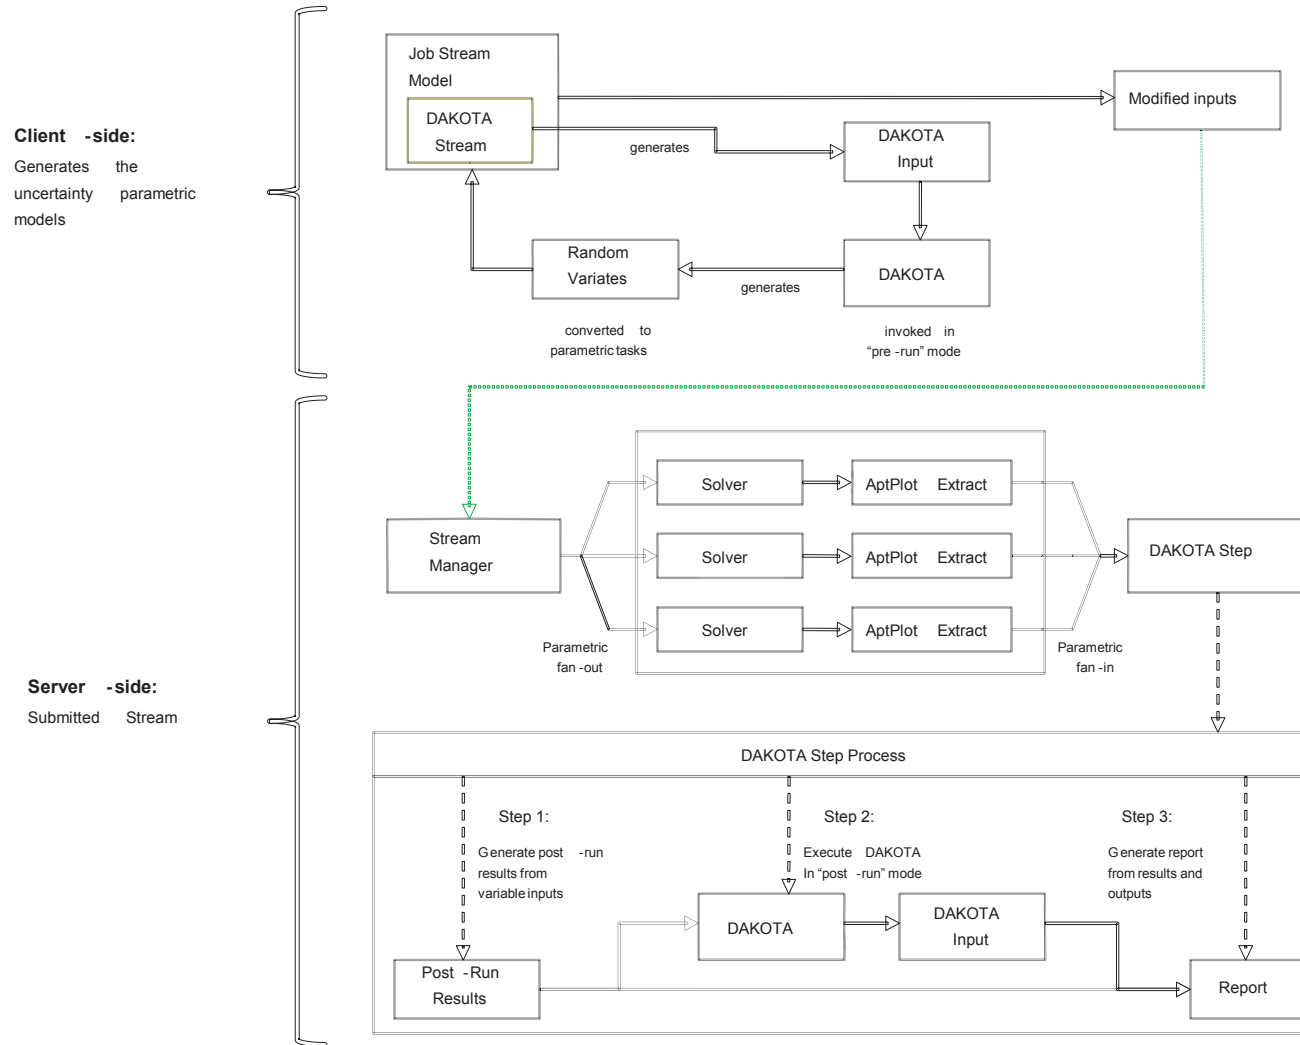 Job Stream
Model
DAKOTA
Stream
generates
DAKOTA
Input
Modified inputs
Client -side:
Generates the
uncertainty parametric
models
Random
Variates
generates
DAKOTA
converted to
parametric tasks
invoked in
“pre -run” mode
Stream
Manager
Solver
AptPlot Extract
Solver
AptPlot Extract
Solver
AptPlot Extract
DAKOTA Step
Parametric
fan -out
Parametric
fan -in
Server -side:
Submitted Stream
DAKOTA Step Process
Step 1:
Generate post -run
results from
variable inputs
Step 2:
Execute DAKOTA
In “post -run” mode
Step 3:
Generate report
from results and
outputs
DAKOTA
DAKOTA
Input
Post -Run
Results
Report